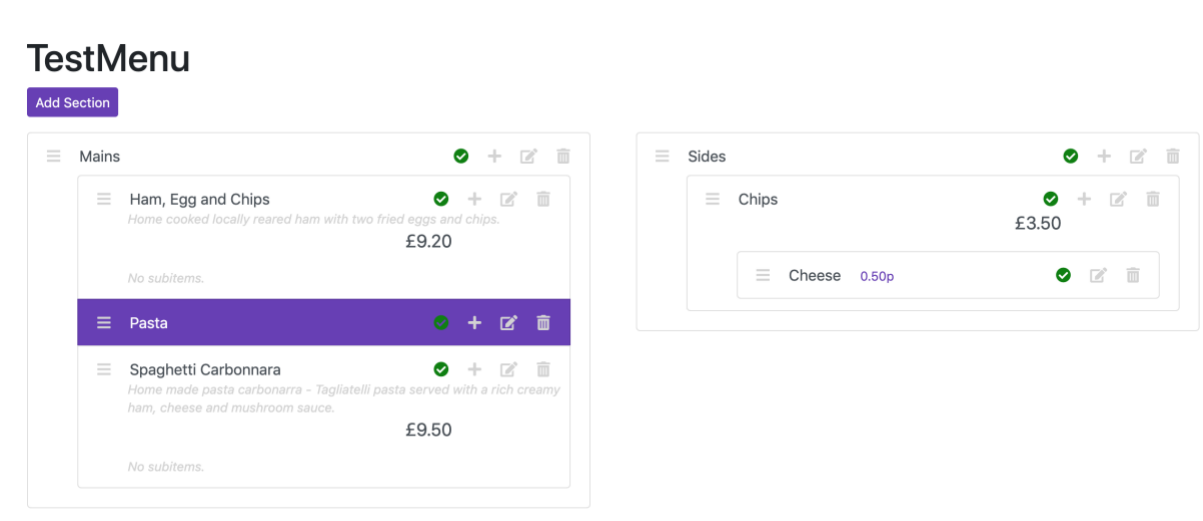 TestMenu
Add Section
Mains
Ham, Egg and Chips
Home cooked locally reared ham with two fried eggs and chips.
£9.20
No subitems.
Pasta
Spaghetti Carbonnara
Home made pasta carbonarra - Tagliatelli pasta served with a rich creamy
ham, cheese and mushroom sauce.
£9.50
No subitems.
Sides
Chips
£3.50
Cheese 0.50p